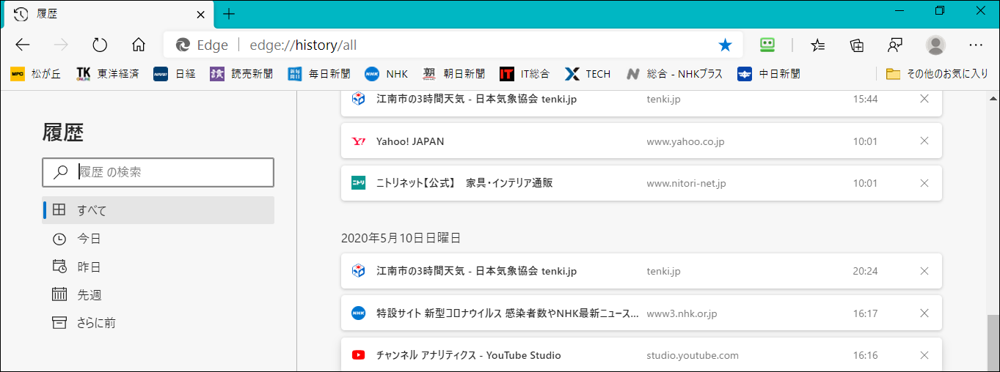 履歴
Edge edge://history/all
MPO 松が丘 TK ONLINE 東洋経済 日経 読 読売新聞 毎日新聞 NHK NHK 朝 朝日新聞 IT IT総合 X TECH N 総合 - NHKプラス 中日新聞 その他のお気に入り
履歴
履歴 の検索
すべて
今日
昨日
先週
さらに前
江南市の3時間天気 - 日本気象協会 tenki.jp tenki.jp 15:44
Y! Yahoo! JAPAN www.yahoo.co.jp 10:01
ニトリ ニトリネット【公式】 家具・インテリア通販 www.nitori-net.jp 10:01
2020年5月10日日曜日
江南市の3時間天気 - 日本気象協会 tenki.jp tenki.jp 20:24
NHK 特設サイト 新型コロナウイルス 感染者数やNHK最新ニュース... www3.nhk.or.jp 16:17
チャンネル アナリティクス - YouTube Studio studio.youtube.com 16:16